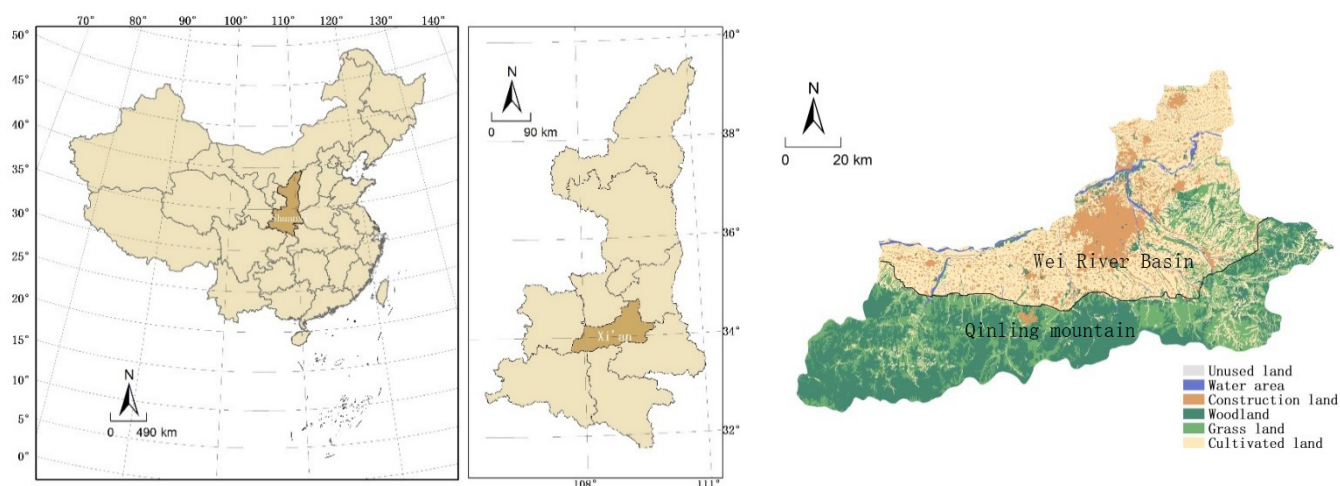 70°
80°
90°
100°
110°
120°
130°
140°
50°
45°
40°
35°
30°
25°
20°
15°
10°
5°
0°
N
0 490 km
N
0 90 km
40°
38°
36°
34°
32°
108°
111°
Xi-an
N
0 20 km
Wei River Basin
Qinling mountain
Unused land
Water area
Construction land
Woodland
Grass land
Cultivated land